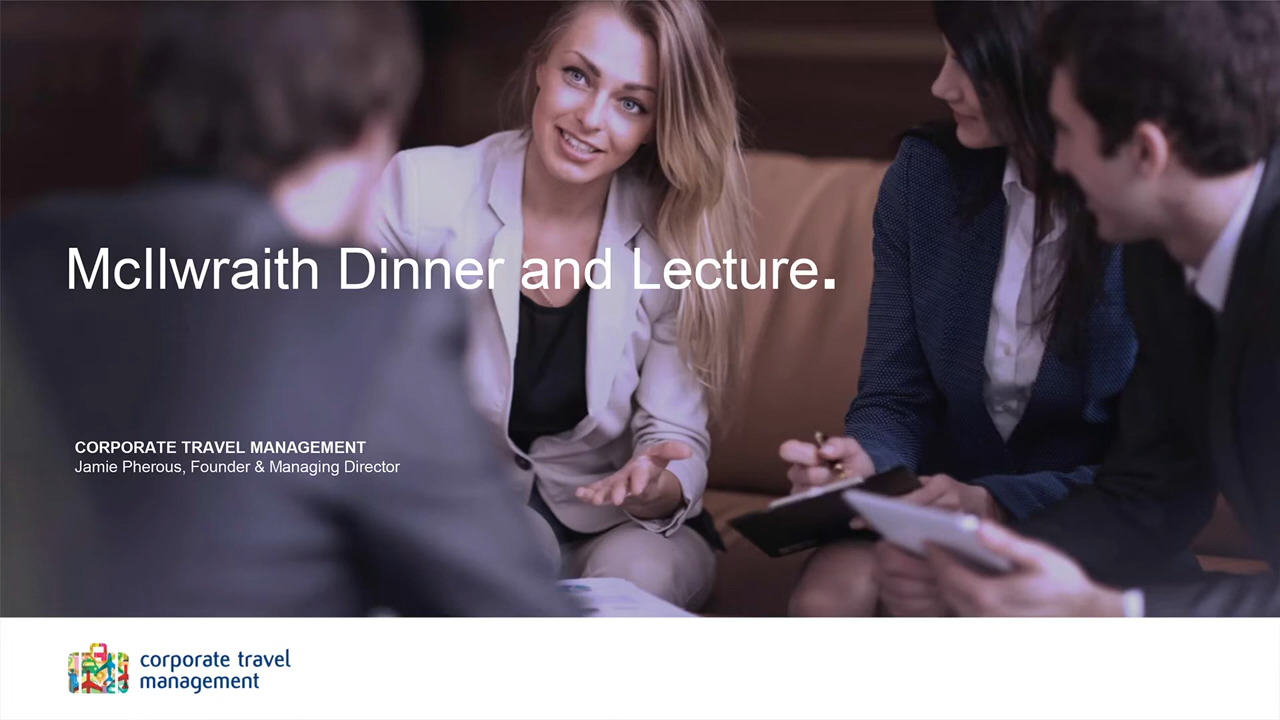 McIlwraith Dinner and Lecture.
CORPORATE TRAVEL MANAGEMENT
Jamie Pherous, Founder & Managing Director
corporate travel
management